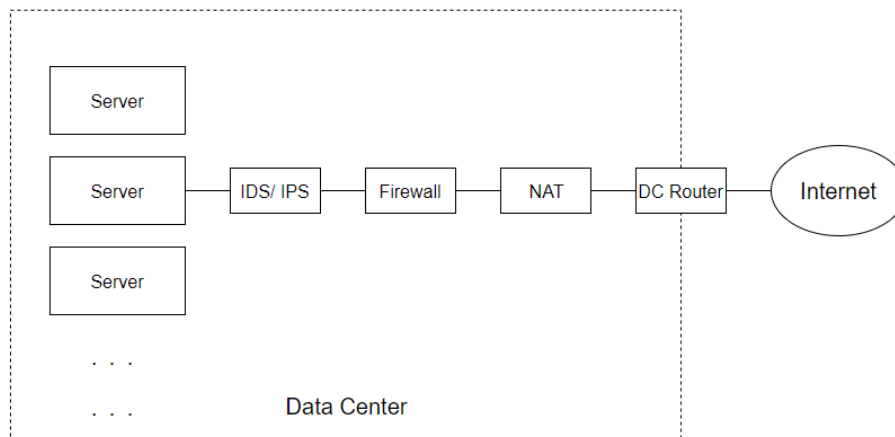 Server
Server
IDS/ IPS
Firewall
NAT
DC Router
Internet
Server
. . .
. . .
Data Center